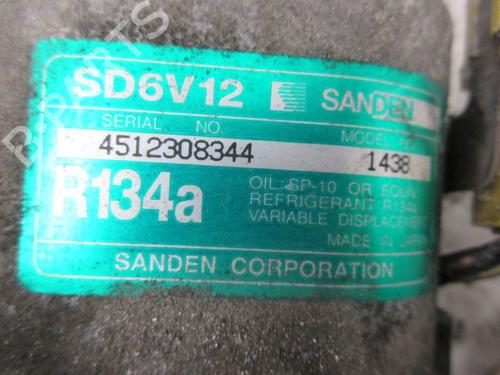 SD6V12 SANDEN
SERIAL NO. MODEL
4512308344 1438
R134a
OIL: SP-10 OR EQUIV
REFRIGERANT: R134a
VARIABLE DISPLACEMENT
MADE IN JAPAN
SANDEN CORPORATION